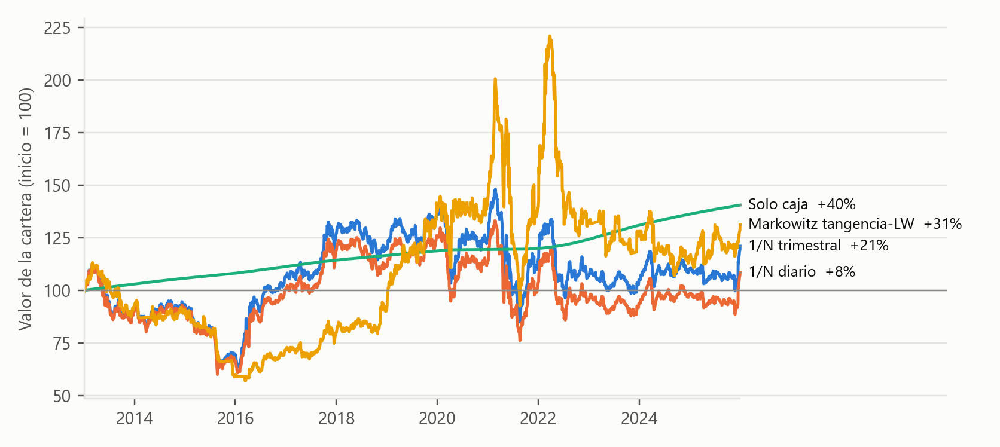 Valor de la cartera (inicio = 100)
225
200
175
150
125
100
75
50
2014 2016 2018 2020 2022 2024
Solo caja +40%
Markowitz tangencia-LW +31%
1/N trimestral +21%
1/N diario +8%